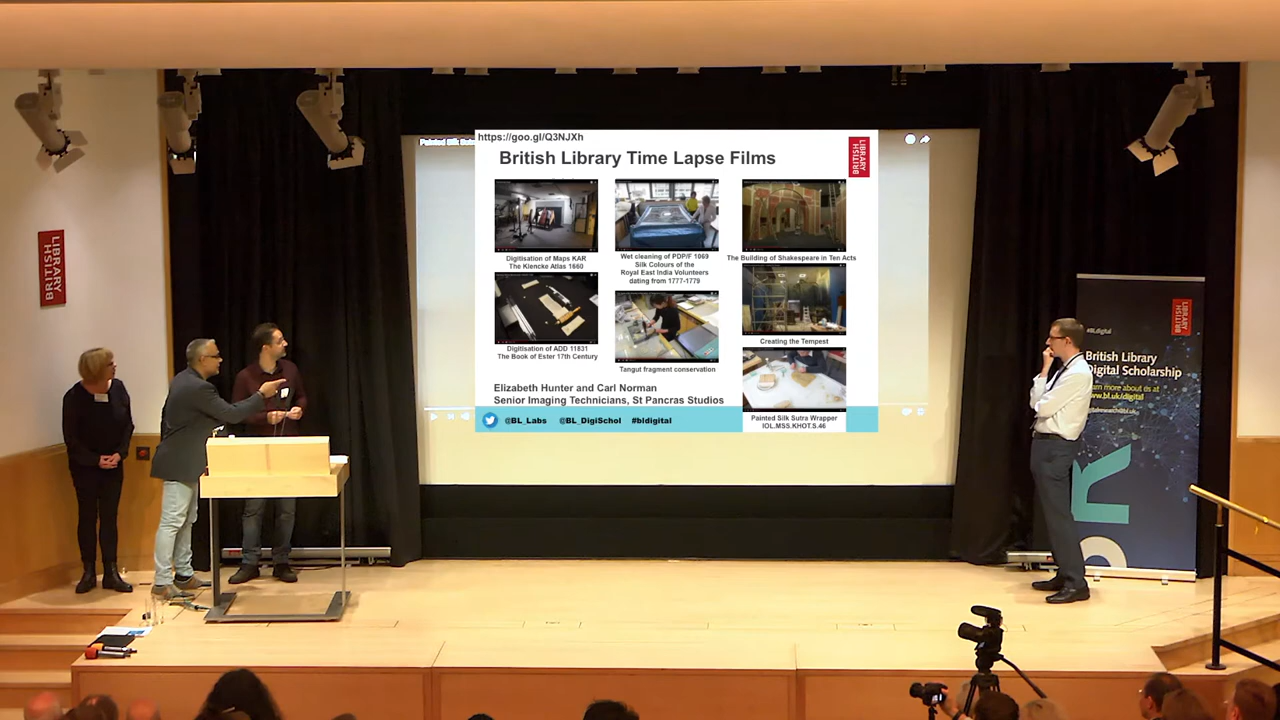 https://goo.gl/Q3NJXh
British Library Time Lapse Films
LIBRARY
BRITISH
Digitisation of Maps KAR
The Klencke Atlas 1660
Wet cleaning of PDP/F 1069
Silk Colours of the
Royal East India Volunteers
dating from 1777-1779
The Building of Shakespeare in Ten Acts
Digitisation of ADD 11831
The Book of Ester 17th Century
Tangut fragment conservation
Creating the Tempest
Painted Silk Sutra Wrapper
IOL.MSS.KHOT.S.46
Elizabeth Hunter and Carl Norman
Senior Imaging Technicians, St Pancras Studios
@BL_Labs @BL_DigiSchol #bldigital
LIBRARY
BRITISH
LIBRARY
BRITISH
#BLdigital
British Library
Digital Scholarship